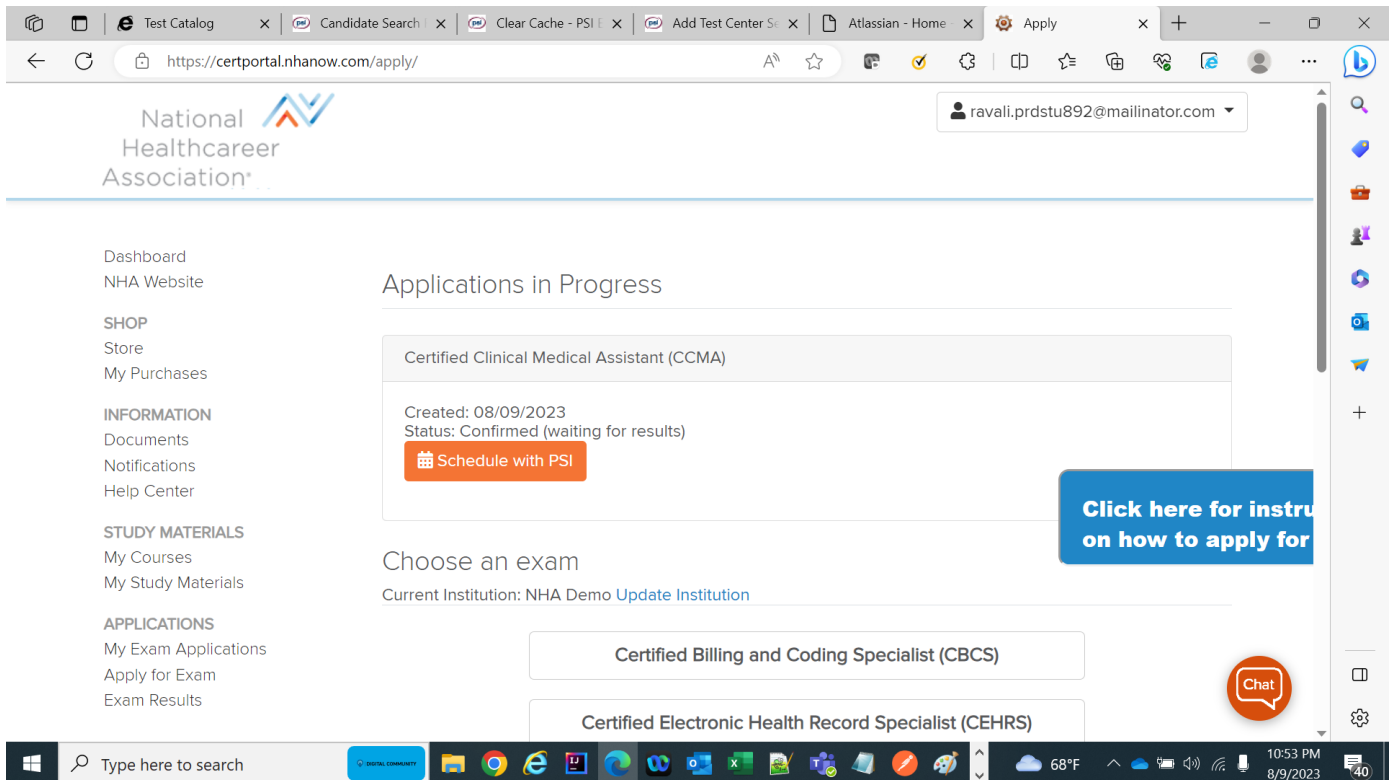 Test Catalog
Candidate Search
Clear Cache - PSI E
Add Test Center Se
Atlassian - Home -
Apply
https://certportal.nhanow.com/apply/
National
Healthcareer
Association
ravali.prdstu892@mailinator.com
Dashboard
NHA Website
SHOP
Store
My Purchases
INFORMATION
Documents
Notifications
Help Center
STUDY MATERIALS
My Courses
My Study Materials
APPLICATIONS
My Exam Applications
Apply for Exam
Exam Results
Applications in Progress
Certified Clinical Medical Assistant (CCMA)
Created: 08/09/2023
Status: Confirmed (waiting for results)
Schedule with PSI
Click here for instru
on how to apply for
Choose an exam
Current Institution: NHA Demo Update Institution
Certified Billing and Coding Specialist (CBCS)
Certified Electronic Health Record Specialist (CEHRS)
Chat
Type here to search
DIGITAL COMMUNITY
68°F
10:53 PM
8/9/2023
40